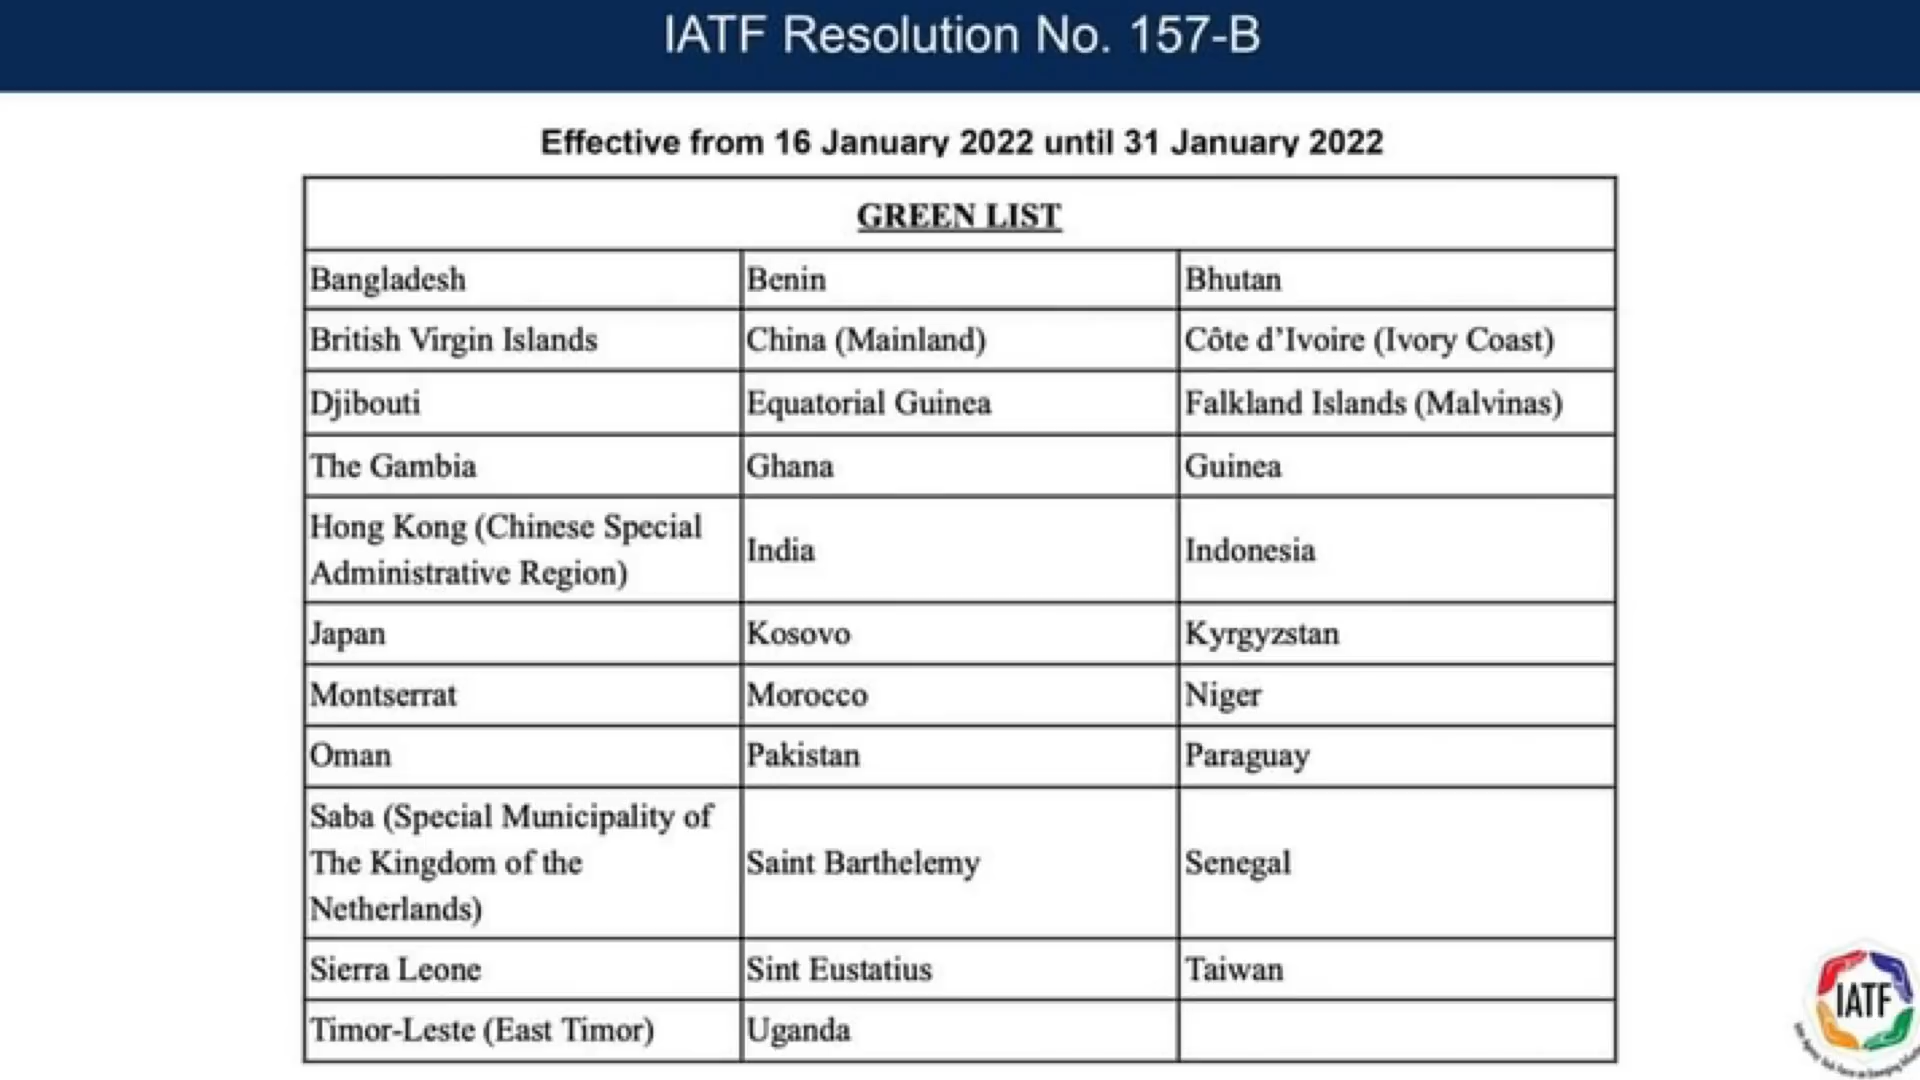 IATF Resolution No. 157-B
Effective from 16 January 2022 until 31 January 2022
GREEN LIST
Bangladesh
Benin
Bhutan
British Virgin Islands
China (Mainland)
Côte d’Ivoire (Ivory Coast)
Djibouti
Equatorial Guinea
Falkland Islands (Malvinas)
The Gambia
Ghana
Guinea
Hong Kong (Chinese Special
Administrative Region)
India
Indonesia
Japan
Kosovo
Kyrgyzstan
Montserrat
Morocco
Niger
Oman
Pakistan
Paraguay
Saba (Special Municipality of
The Kingdom of the
Netherlands)
Saint Barthelemy
Senegal
Sierra Leone
Sint Eustatius
Taiwan
Timor-Leste (East Timor)
Uganda
IATF